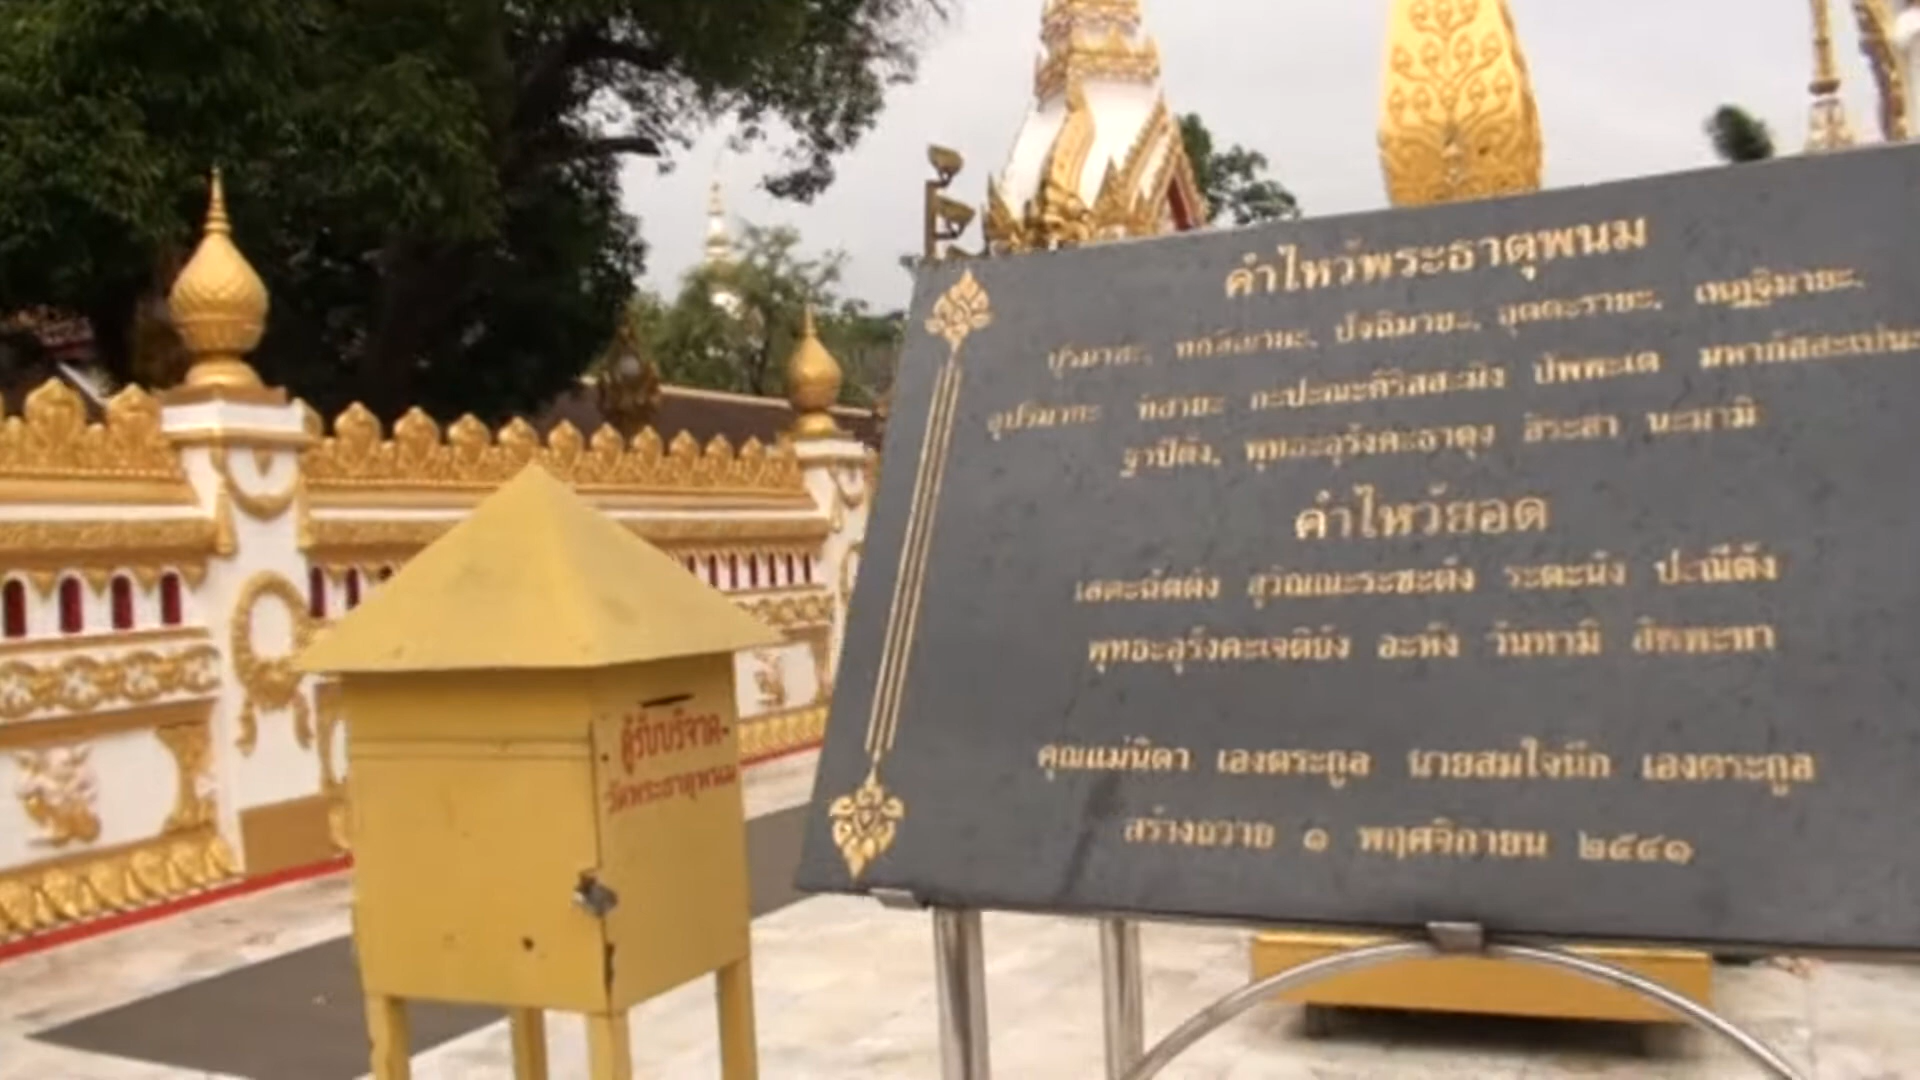 ตู้รับบริจาค
วัดพระธาตุพนม
คำไหว้พระธาตุพนม
ปุริมายะ, ทกฺขิณายะ, ปัจฉิมายะ, อุตตะรายะ, เหฏฐิมายะ,
อุปริมายะ ทิสายะ กะปะณะคีริสสะมิง ปัพพะเต มหากัสสะเปนะ
ฐาปิตัง, พุทธะอุรังคะธาตุง สิระสา นะมามิ
คำไหว้ยอด
เสตะฉัตตัง สุวัณณะระชะตัง ระตะนัง ปะณีตัง
พุทธะอุรังคะเจติยัง อะหัง วันทามิ สัพพะทา
คุณแม่นิดา เองตระกูล นายสมใจนึก เองตระกูล
สร้างถวาย ๑ พฤศจิกายน ๒๕๔๑